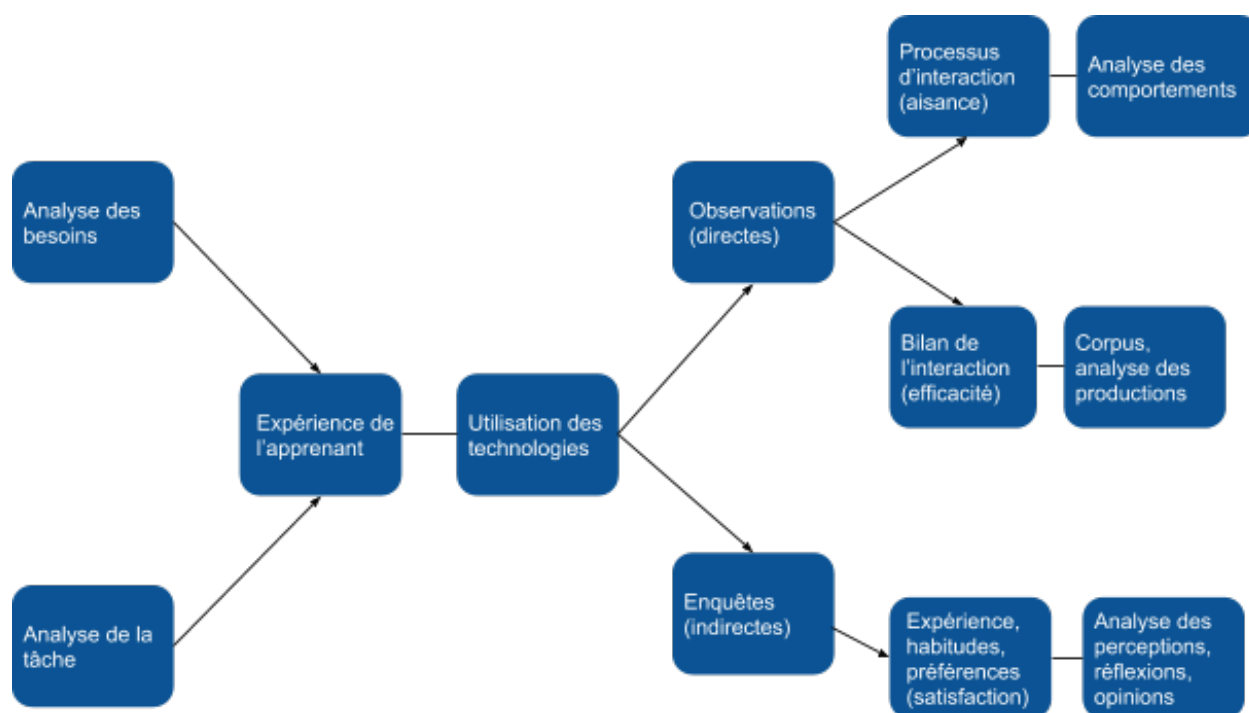 Processus
d'interaction
(aisance)
Analyse des
comportements
Analyse des
besoins
Observations
(directes)
Bilan de
l'interaction
(efficacité)
Corpus,
analyse des
productions
Expérience de
l'apprenant
Utilisation des
technologies
Enquêtes
(indirectes)
Analyse de la
tâche
Expérience,
habitudes,
préférences
(satisfaction)
Analyse des
perceptions,
réflexions,
opinions